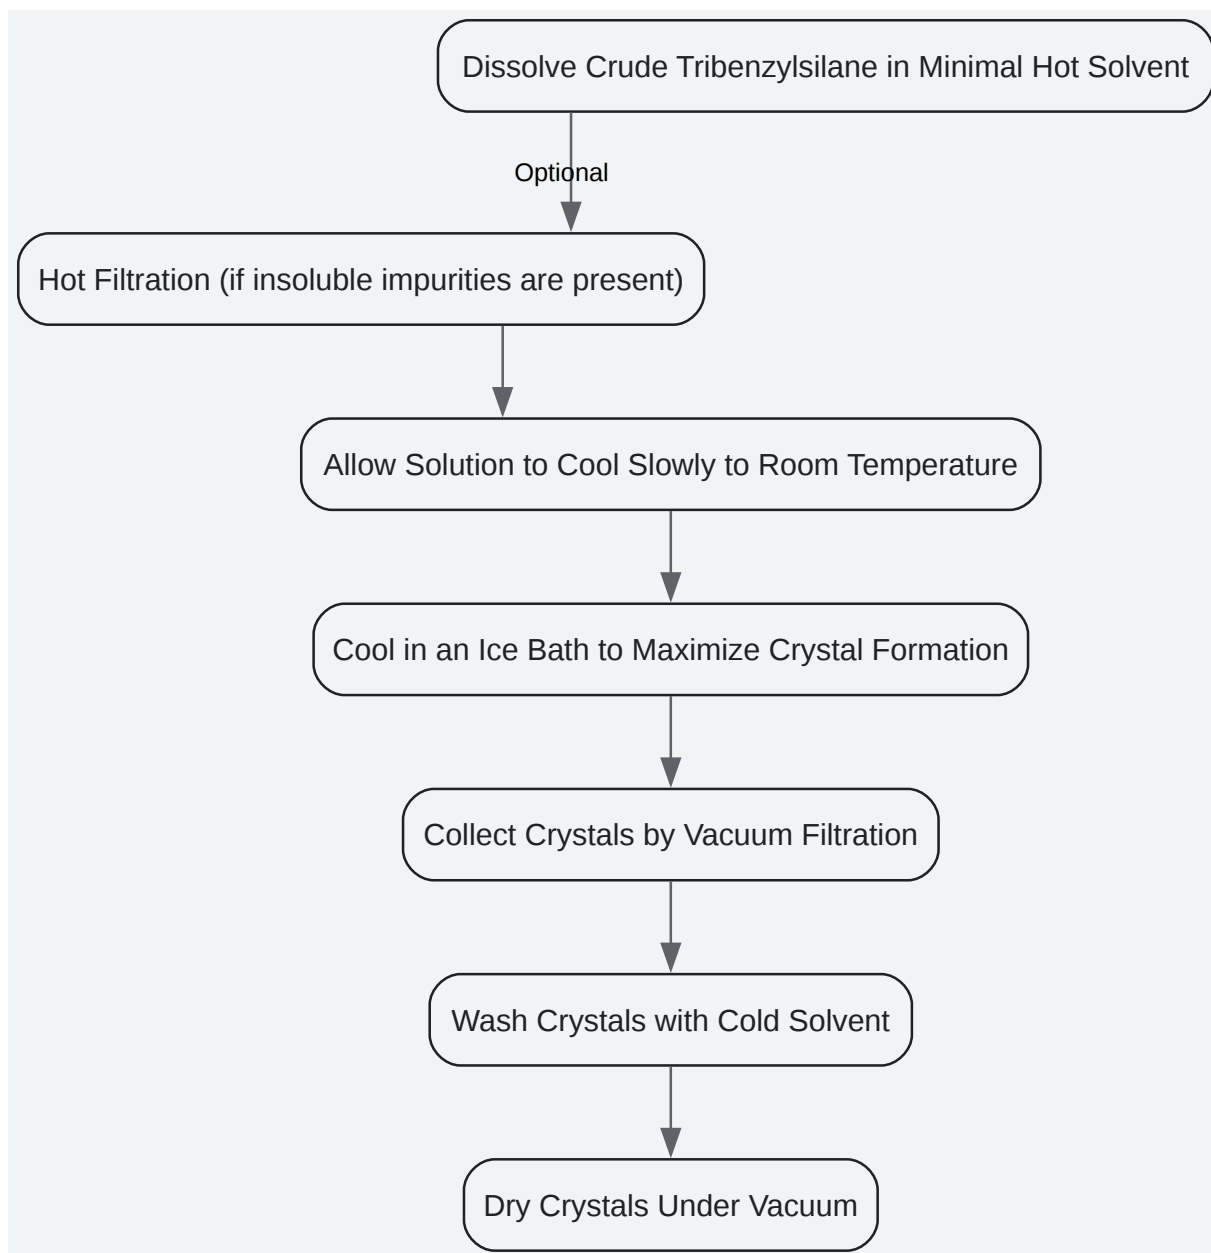 Dissolve Crude Tribenzylsilane in Minimal Hot Solvent
Optional
Hot Filtration (if insoluble impurities are present)
Allow Solution to Cool Slowly to Room Temperature
Cool in an Ice Bath to Maximize Crystal Formation
Collect Crystals by Vacuum Filtration
Wash Crystals with Cold Solvent
Dry Crystals Under Vacuum